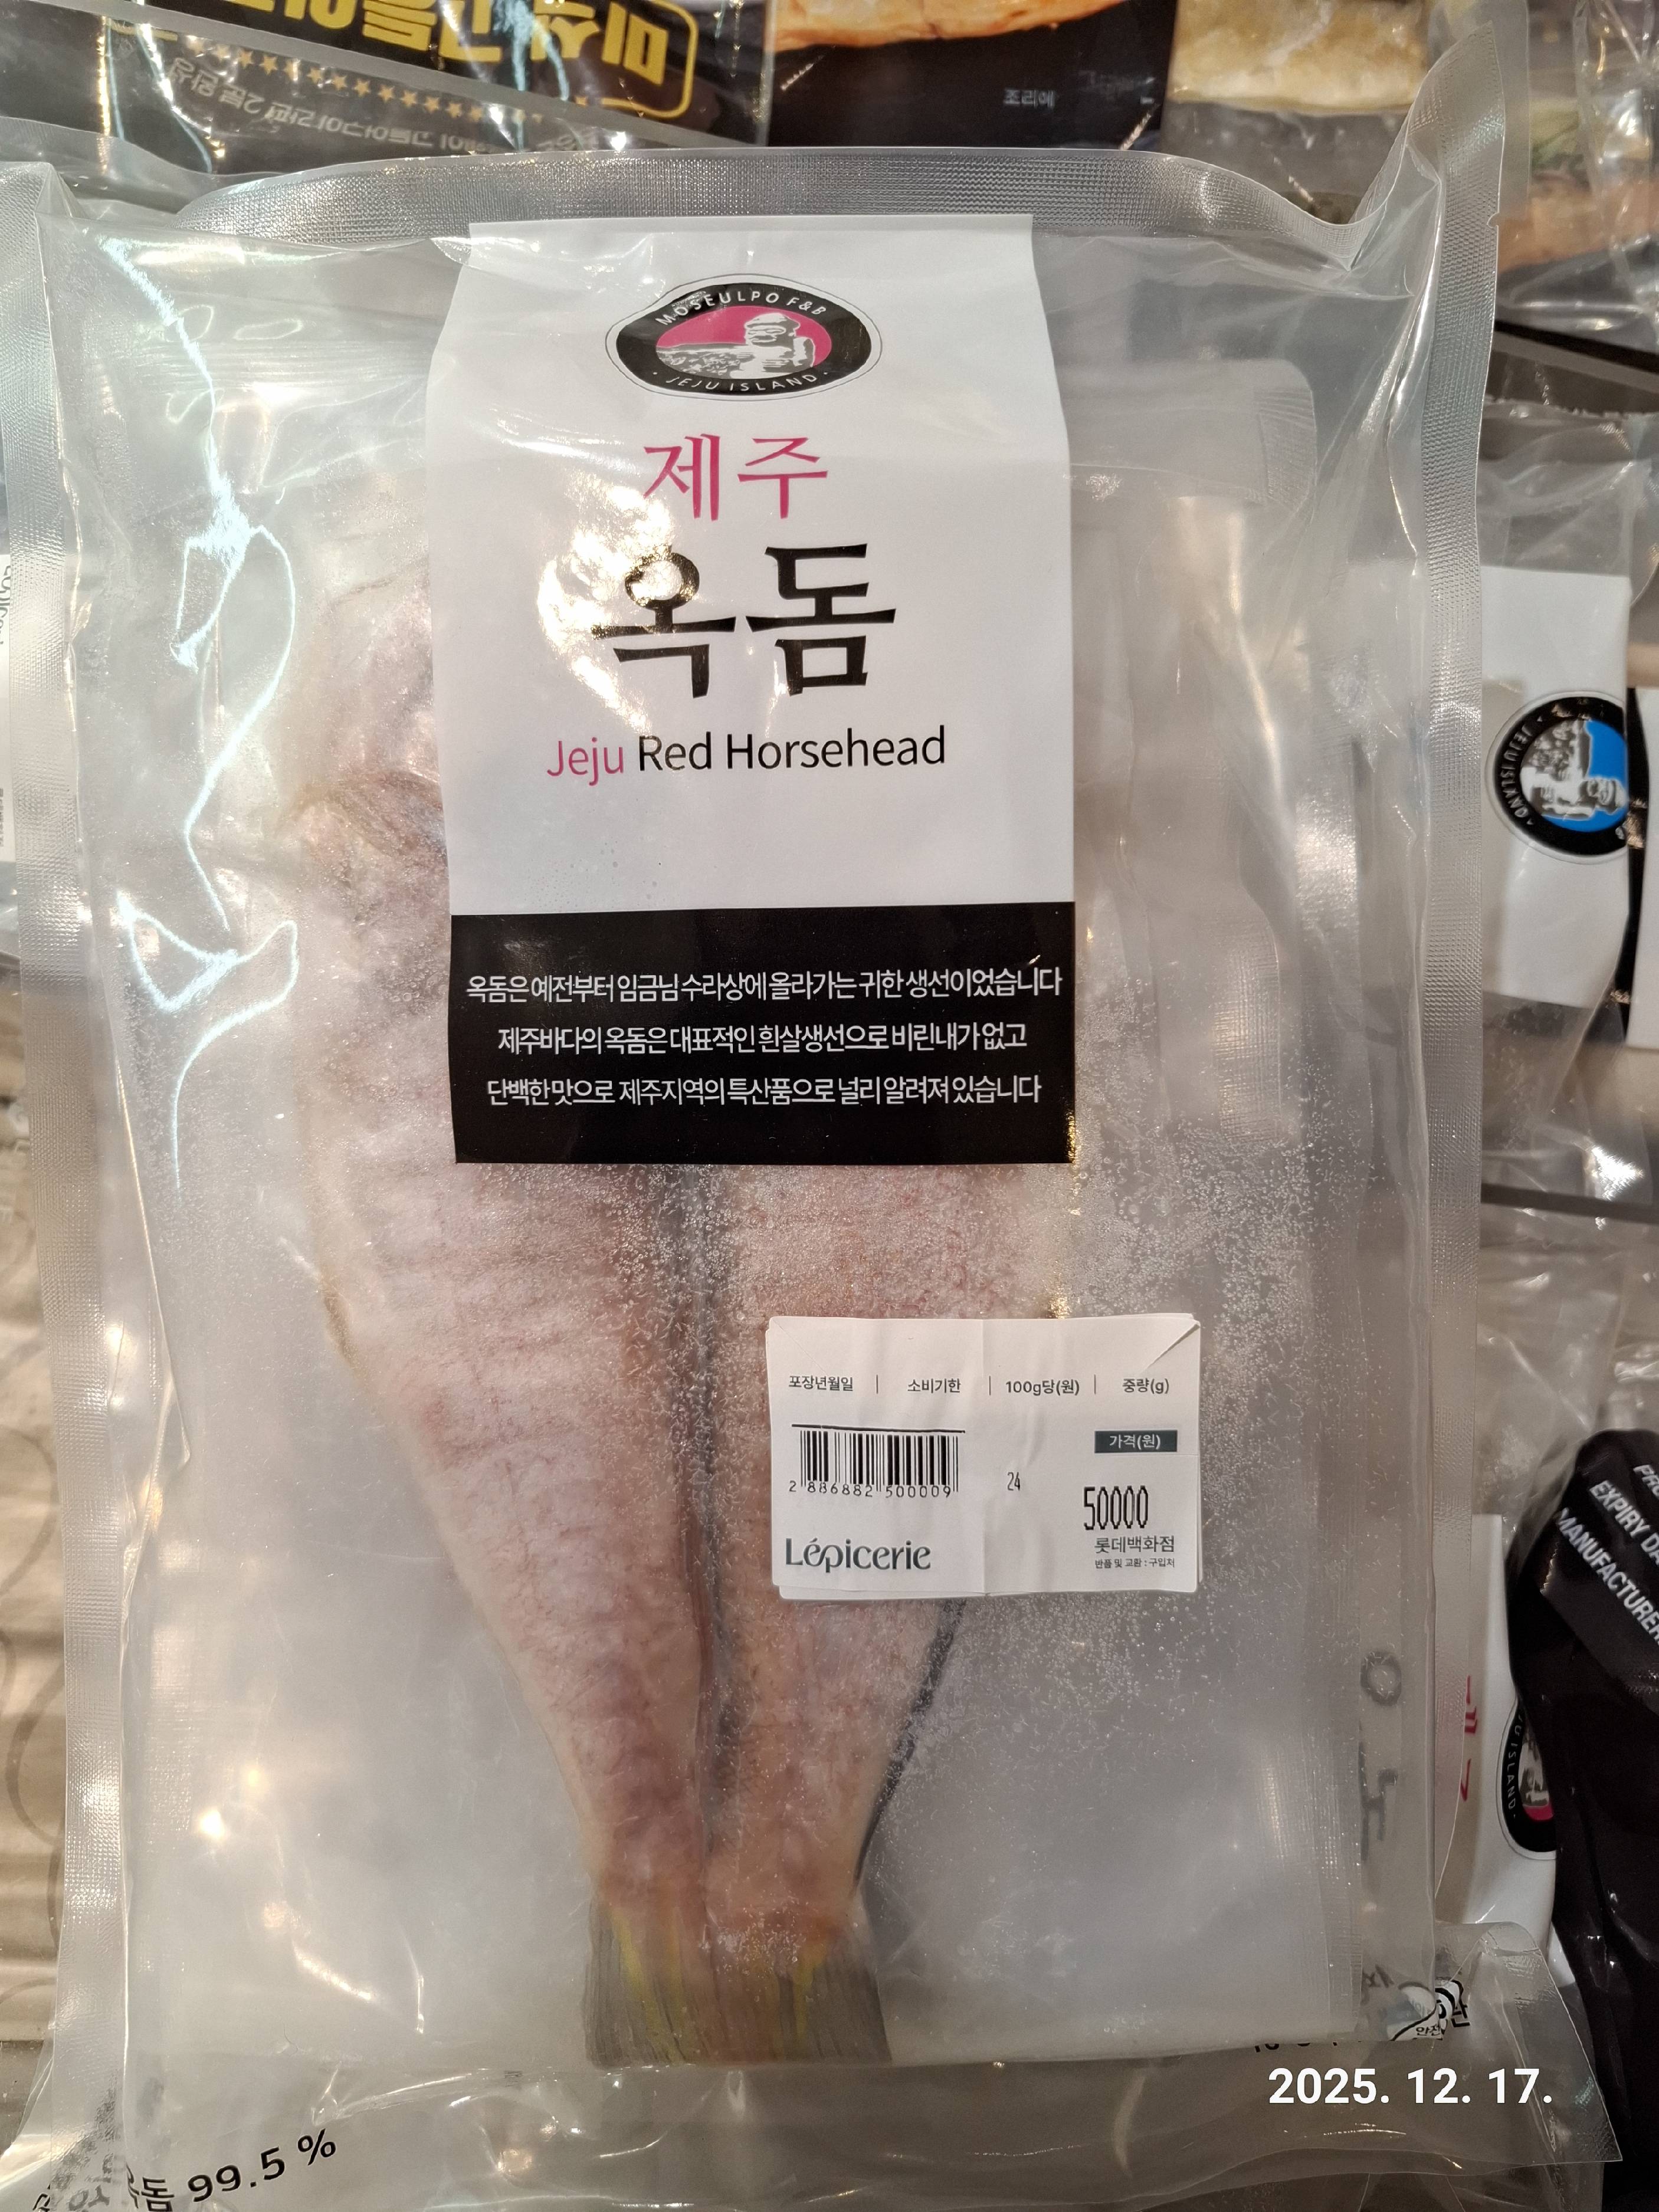 조리예
MOSEULPO F&B
JEJU ISLAND
제주
옥돔
Jeju Red Horsehead
옥돔은 예전부터 임금님 수라상에 올라가는 귀한 생선이었습니다
제주바다의 옥돔은 대표적인 흰살생선으로 비린내가 없고
단백한 맛으로 제주지역의 특산품으로 널리 알려져 있습니다
JEJU ISLAND
포장년월일 | 소비기한 | 100g당(원) | 중량(g)
가격(원)
2 886882 500009
24
50000
Lépicerie
롯데백화점
반품 및 교환 : 구입처
EXPIRY
MANUFACTURER
2025. 12. 17.
99.5 %